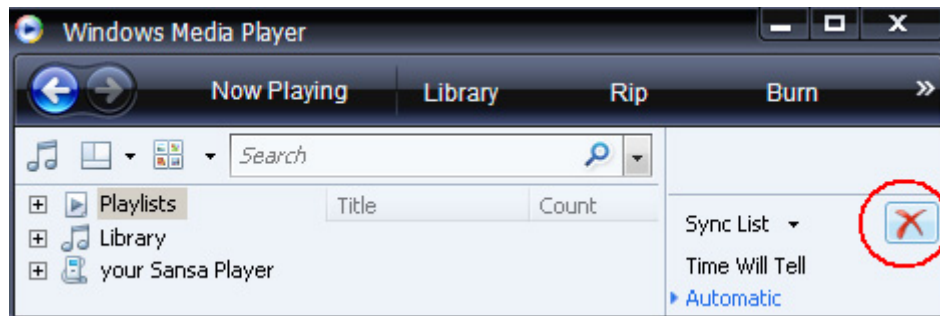 Windows Media Player
Now Playing Library Rip Burn »
Search
Playlists Title Count
Library
your Sansa Player
Sync List
Time Will Tell
Automatic